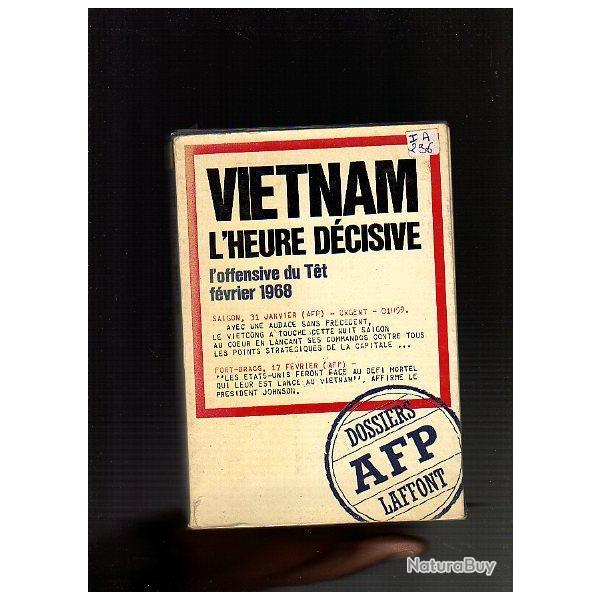 I A
236
VIETNAM
L'HEURE DÉCISIVE
l'offensive du Têt
février 1968
SAIGON, 31 JANVIER (AFP) - URGENT - 01H59.
AVEC UNE AUDACE SANS PRECEDENT,
LE VIETCONG A TOUCHE CETTE NUIT SAIGON
AU COEUR EN LANCANT SES COMMANDOS CONTRE TOUS
LES POINTS STRATEGIQUES DE LA CAPITALE ...
FORT-BRAGG, 17 FEVRIER (AFP) -
"LES ETATS-UNIS FERONT FACE AU DEFI MORTEL
QUI LEUR EST LANCE AU VIETNAM", AFFIRME LE
PRESIDENT JOHNSON.
DOSSIERS
AFP
LAFFONT
NaturaBuy